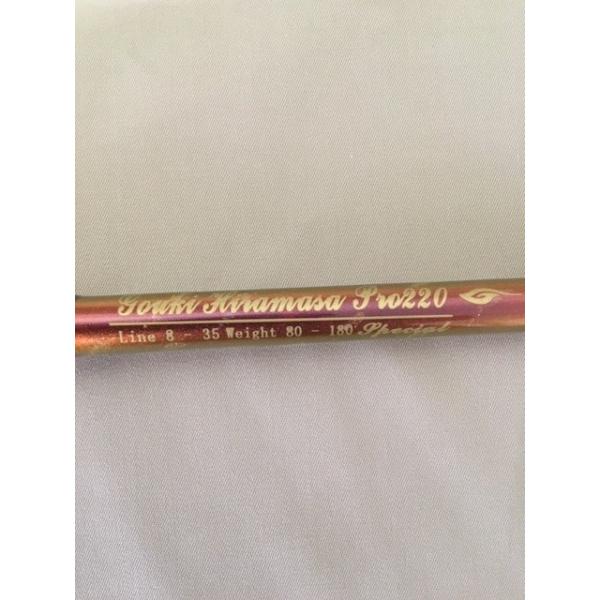 Gouki Hiramasa Pro220
Line 8 - 35 Weight 80 - 180 Special